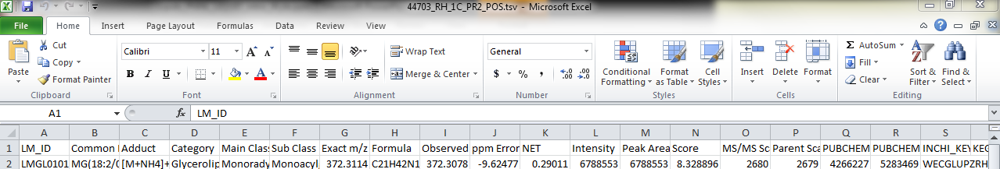 44703_RH_1C_PR2_POS.tsv - Microsoft Excel
File Home Insert Page Layout Formulas Data Review View
Cut Calibri 11 Wrap Text General AutoSum
Copy Fill
Paste Format Painter B I U Merge & Center $ % , Conditional Formatting Format as Table Cell Styles Insert Delete Format Clear Sort & Filter Find & Select
Clipboard Font Alignment Number Styles Cells Editing
A1 fx LM_ID
A B C D E F G H I J K L M N O P Q R S
1 LM_ID Common Adduct Category Main Class Sub Class Exact m/z Formula Observed ppm Error NET Intensity Peak Area Score MS/MS Sc Parent Sca PUBCHEM PUBCHEM INCHI_KEY KEG
2 LMGL0101 MG(18:2/0 [M+NH4]+ Glycerolip Monorady Monoacyl 372.3114 C21H42N1 372.3078 -9.62477 0.29011 6788553 6788553 8.328896 2680 2679 4266227 5283469 WECGLUPZRH